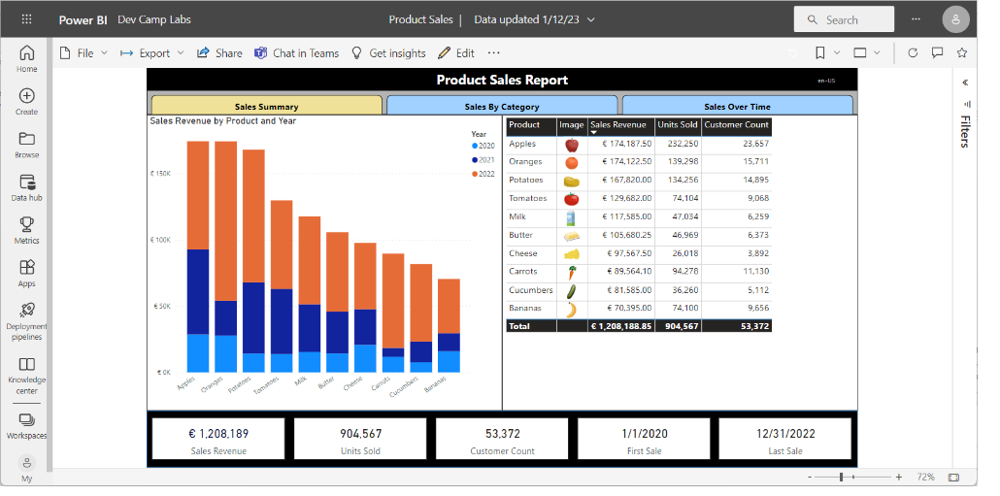 Power BI Dev Camp Labs Product Sales | Data updated 1/12/23 Search ...
File Export Share Chat in Teams Get insights Edit ...
Home
Create
Browse
Data hub
Metrics
Apps
Deployment
pipelines
Knowledge
center
Workspaces
My
Product Sales Report en-US
Sales Summary Sales By Category Sales Over Time
Sales Revenue by Product and Year
Year
2020
2021
2022
€ 150K
€ 100K
€ 50K
€ 0K
Apples Oranges Potatoes Tomatoes Milk Butter Cheese Carrots Cucumbers Bananas
Product Image Sales Revenue Units Sold Customer Count
Apples € 174,187.50 232,250 23,657
Oranges € 174,122.50 139,298 15,711
Potatoes € 167,820.00 134,256 14,895
Tomatoes € 129,682.00 74,104 9,068
Milk € 117,585.00 47,034 6,259
Butter € 105,680.25 46,969 6,373
Cheese € 97,567.50 26,018 3,892
Carrots € 89,564.10 94,278 11,130
Cucumbers € 81,585.00 36,260 5,112
Bananas € 70,395.00 74,100 9,656
Total € 1,208,188.85 904,567 53,372
€ 1,208,189 904,567 53,372 1/1/2020 12/31/2022
Sales Revenue Units Sold Customer Count First Sale Last Sale
Filters
- + 72%